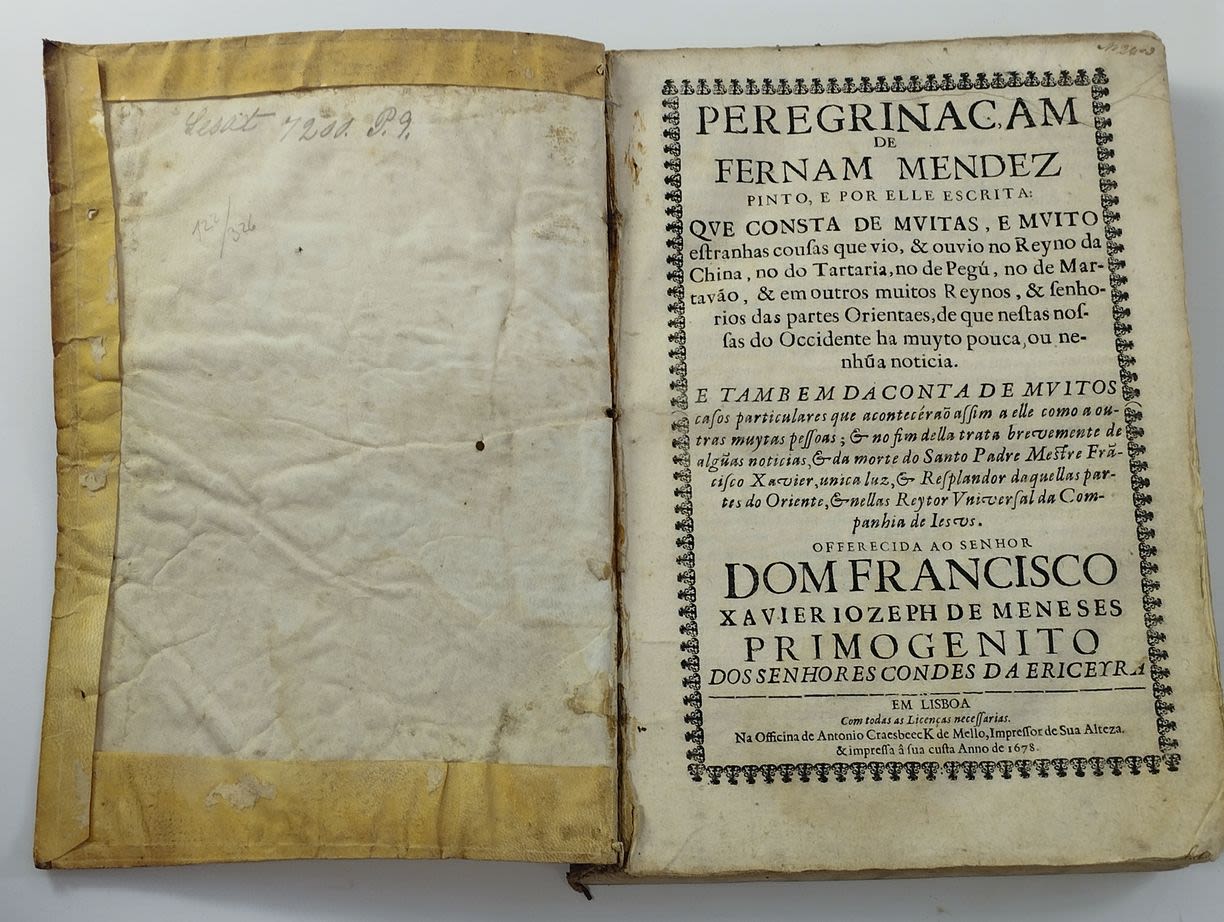 7200. P. 9.
122/326
PEREGRINAC,AM
DE
FERNAM MENDEZ
PINTO, E POR ELLE ESCRITA:
QVE CONSTA DE MVITAS, E MVITO
eſtranhas couſas que vio, & ouvio no Reyno da
China, no do Tartaria, no de Pegú, no de Mar-
tavão, & em outros muitos Reynos, & ſenho-
rios das partes Orientaes, de que neſtas noſ-
ſas do Occidente ha muyto pouca, ou ne-
nhũa noticia.
E TAMBEM DA CONTA DE MVITOS
caſos particulares que acontecéraõ aſſim a elle como a ou-
tras muytas peſſoas; & no fim della trata brevemente de
algũas noticias, & da morte do Santo Padre Meſtre Frã-
ciſco Xavier, unica luz, & Reſplandor daquellas par-
tes do Oriente, & nellas Reytor Vniverſal da Com-
panhia de Iesvs.
OFFERECIDA AO SENHOR
DOM FRANCISCO
XAVIER IOZEPH DE MENESES
PRIMOGENITO
DOS SENHORES CONDES DA ERICEYRA
EM LISBOA
Com todas as Licenças neceſſarias.
Na Officina de Antonio CraesbeecK de Mello, Impreſſor de Sua Alteza.
& impreſſa â ſua cuſta Anno de 1678.